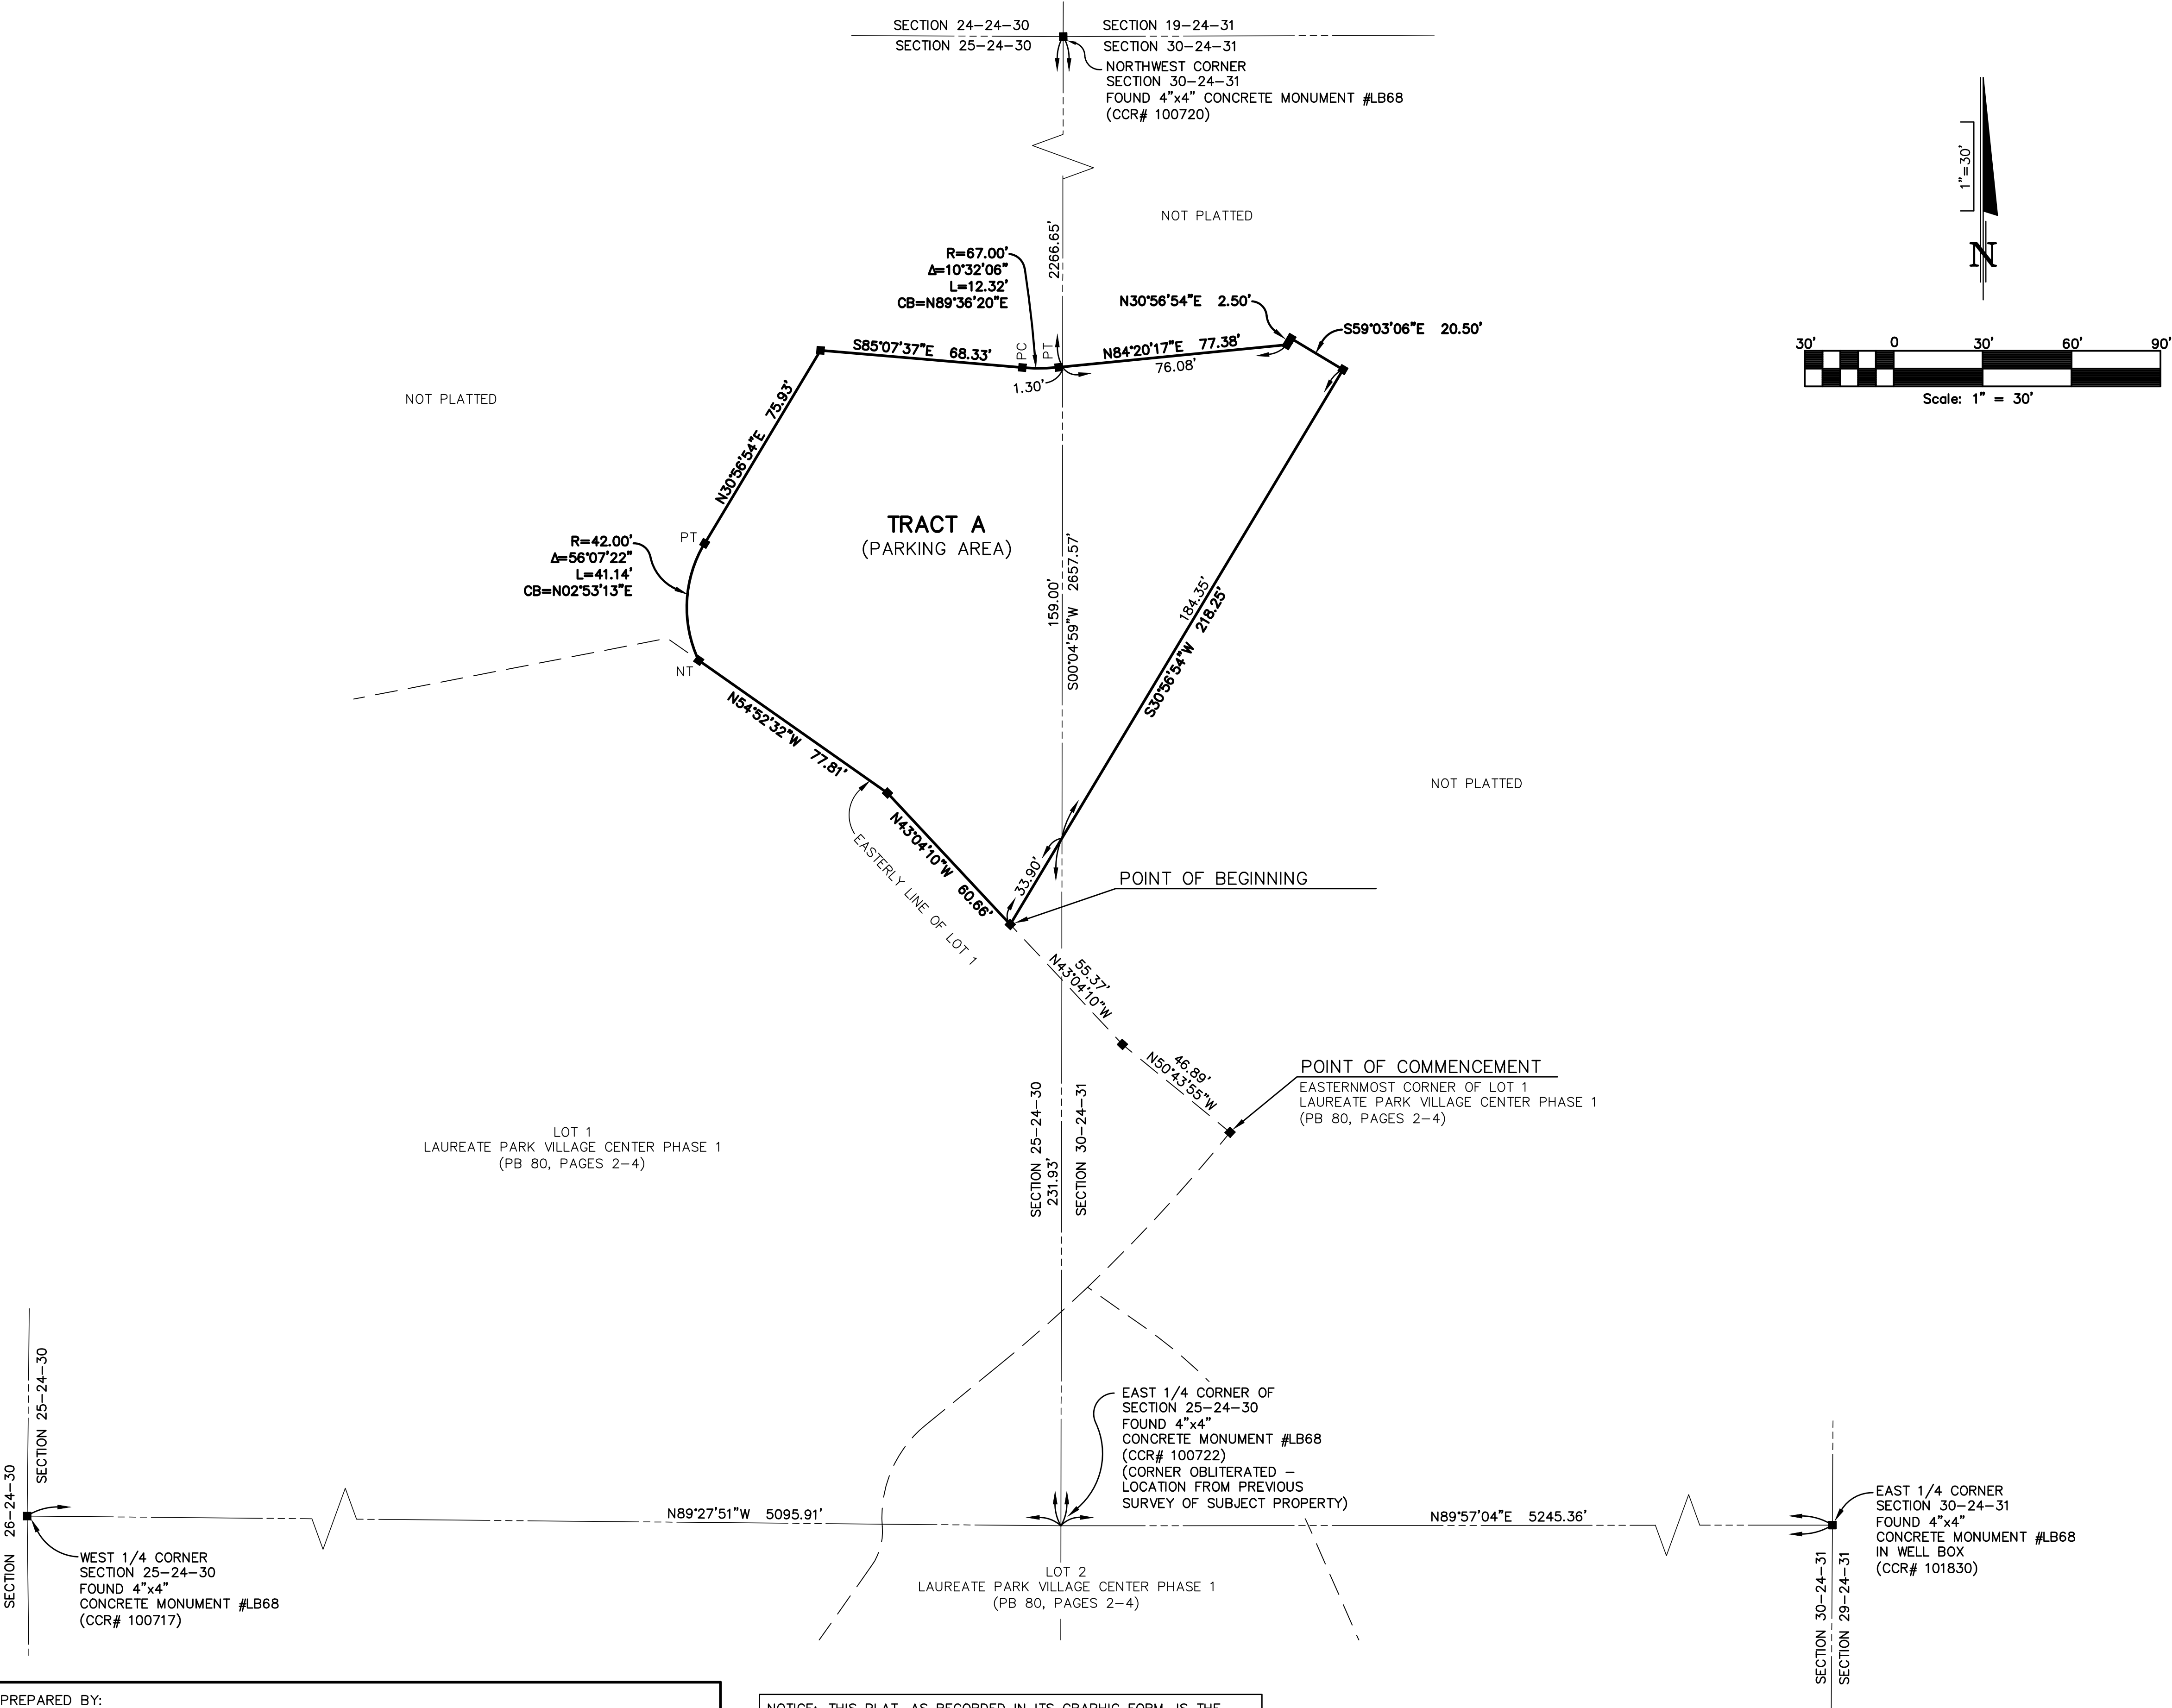 SECTION 24-24-30
SECTION 19-24-31
SECTION 25-24-30
SECTION 30-24-31
NORTHWEST CORNER
SECTION 30-24-31
FOUND 4"x4" CONCRETE MONUMENT #LB68
(CCR# 100720)
1"=30'
N
30' 0 30' 60' 90'
Scale: 1" = 30'
NOT PLATTED
2266.65'
R=67.00'
Δ=10°32'06"
L=12.32'
CB=N89°36'20"E
N30°56'54"E 2.50'
S59°03'06"E 20.50'
S85°07'37"E 68.33'
PC
PT
N84°20'17"E 77.38'
76.08'
1.30'
NOT PLATTED
N30°56'54"E 75.93'
TRACT A
(PARKING AREA)
PT
R=42.00'
Δ=56°07'22"
L=41.14'
CB=N02°53'13"E
159.00'
S00°04'59"W 2657.57'
184.35'
S30°56'54"W 218.25'
NT
N54°52'32"W 77.81'
NOT PLATTED
EASTERLY LINE OF LOT 1
N43°04'10"W 60.66'
33.90'
POINT OF BEGINNING
55.37'
N43°04'10"W
46.89'
N50°43'55"W
POINT OF COMMENCEMENT
EASTERNMOST CORNER OF LOT 1
LAUREATE PARK VILLAGE CENTER PHASE 1
(PB 80, PAGES 2-4)
LOT 1
LAUREATE PARK VILLAGE CENTER PHASE 1
(PB 80, PAGES 2-4)
SECTION 25-24-30
231.93'
SECTION 30-24-31
SECTION 26-24-30
SECTION 25-24-30
EAST 1/4 CORNER OF
SECTION 25-24-30
FOUND 4"x4"
CONCRETE MONUMENT #LB68
(CCR# 100722)
(CORNER OBLITERATED -
LOCATION FROM PREVIOUS
SURVEY OF SUBJECT PROPERTY)
N89°27'51"W 5095.91'
N89°57'04"E 5245.36'
EAST 1/4 CORNER
SECTION 30-24-31
FOUND 4"x4"
CONCRETE MONUMENT #LB68
IN WELL BOX
(CCR# 101830)
WEST 1/4 CORNER
SECTION 25-24-30
FOUND 4"x4"
CONCRETE MONUMENT #LB68
(CCR# 100717)
LOT 2
LAUREATE PARK VILLAGE CENTER PHASE 1
(PB 80, PAGES 2-4)
SECTION 30-24-31
SECTION 29-24-31
PREPARED BY:
NOTICE: THIS PLAT, AS RECORDED IN ITS GRAPHIC FORM, IS THE